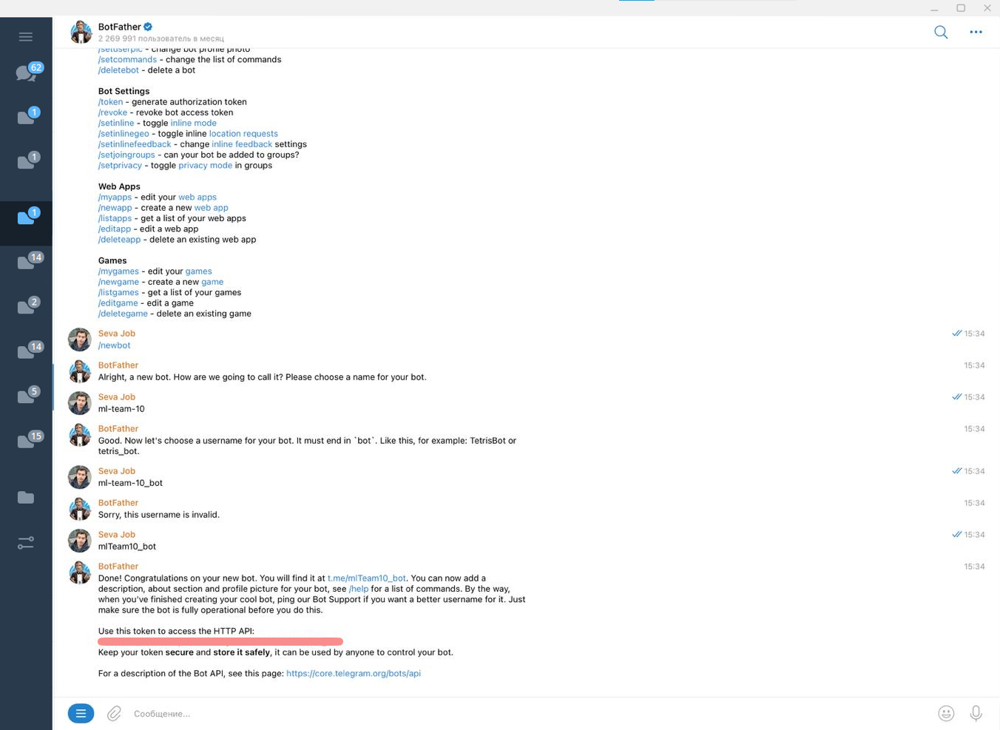 BotFather
2 269 991 пользователь в месяц
62
1
1
1
14
2
14
5
15
/setuserpic - change bot profile photo
/setcommands - change the list of commands
/deletebot - delete a bot
Bot Settings
/token - generate authorization token
/revoke - revoke bot access token
/setinline - toggle inline mode
/setinlinegeo - toggle inline location requests
/setinlinefeedback - change inline feedback settings
/setjoingroups - can your bot be added to groups?
/setprivacy - toggle privacy mode in groups
Web Apps
/myapps - edit your web apps
/newapp - create a new web app
/listapps - get a list of your web apps
/editapp - edit a web app
/deleteapp - delete an existing web app
Games
/mygames - edit your games
/newgame - create a new game
/listgames - get a list of your games
/editgame - edit a game
/deletegame - delete an existing game
Seva Job 15:34
/newbot
BotFather 15:34
Alright, a new bot. How are we going to call it? Please choose a name for your bot.
Seva Job 15:34
ml-team-10
BotFather 15:34
Good. Now let's choose a username for your bot. It must end in `bot`. Like this, for example: TetrisBot or
tetris_bot.
Seva Job 15:34
ml-team-10_bot
BotFather 15:34
Sorry, this username is invalid.
Seva Job 15:34
mlTeam10_bot
BotFather 15:34
Done! Congratulations on your new bot. You will find it at t.me/mlTeam10_bot. You can now add a
description, about section and profile picture for your bot, see /help for a list of commands. By the way,
when you've finished creating your cool bot, ping our Bot Support if you want a better username for it. Just
make sure the bot is fully operational before you do this.
Use this token to access the HTTP API:
Keep your token secure and store it safely, it can be used by anyone to control your bot.
For a description of the Bot API, see this page: https://core.telegram.org/bots/api
Сообщение...